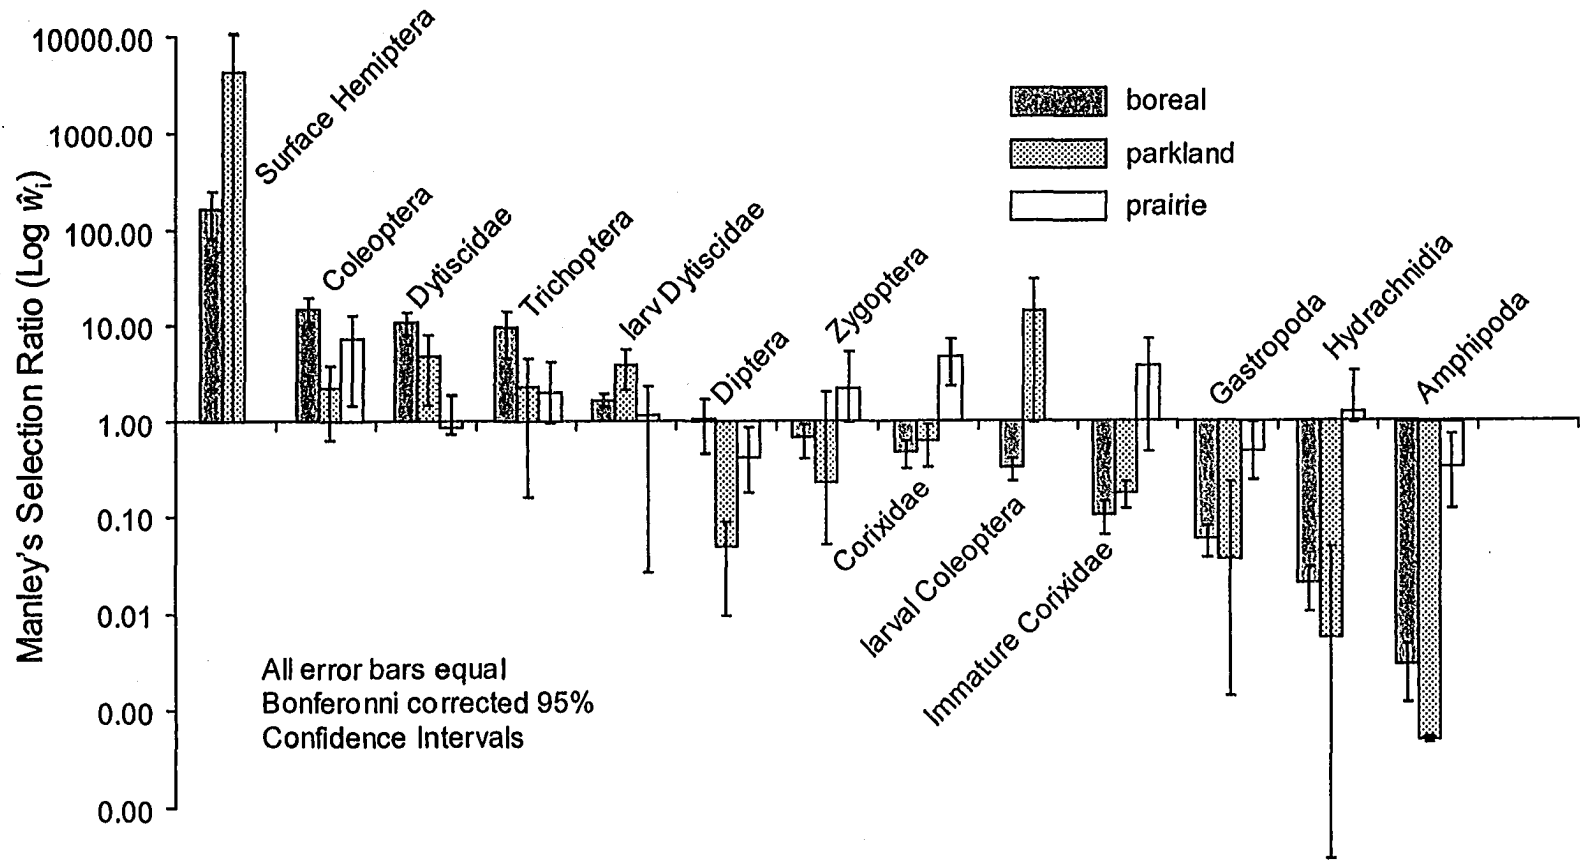 Manley's Selection Ratio (Log ŵi)
10000.00
1000.00
100.00
10.00
1.00
0.10
0.01
0.00
0.00
Surface Hemiptera
Coleoptera
Dytiscidae
Trichoptera
larv Dytiscidae
Diptera
Zygoptera
Corixidae
larval Coleoptera
Immature Corixidae
Gastropoda
Hydrachnidia
Amphipoda
boreal
parkland
prairie
All error bars equal
Bonferonni corrected 95%
Confidence Intervals